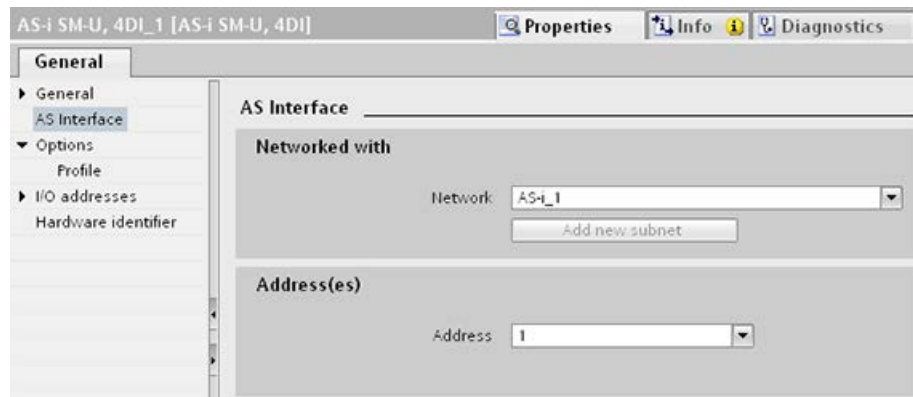 AS-i SM-U, 4DI_1 [AS-i SM-U, 4DI]
Properties
Info
Diagnostics
General
General
AS Interface
Options
Profile
I/O addresses
Hardware identifier
AS Interface
Networked with
Network AS-i_1
Add new subnet
Address(es)
Address 1